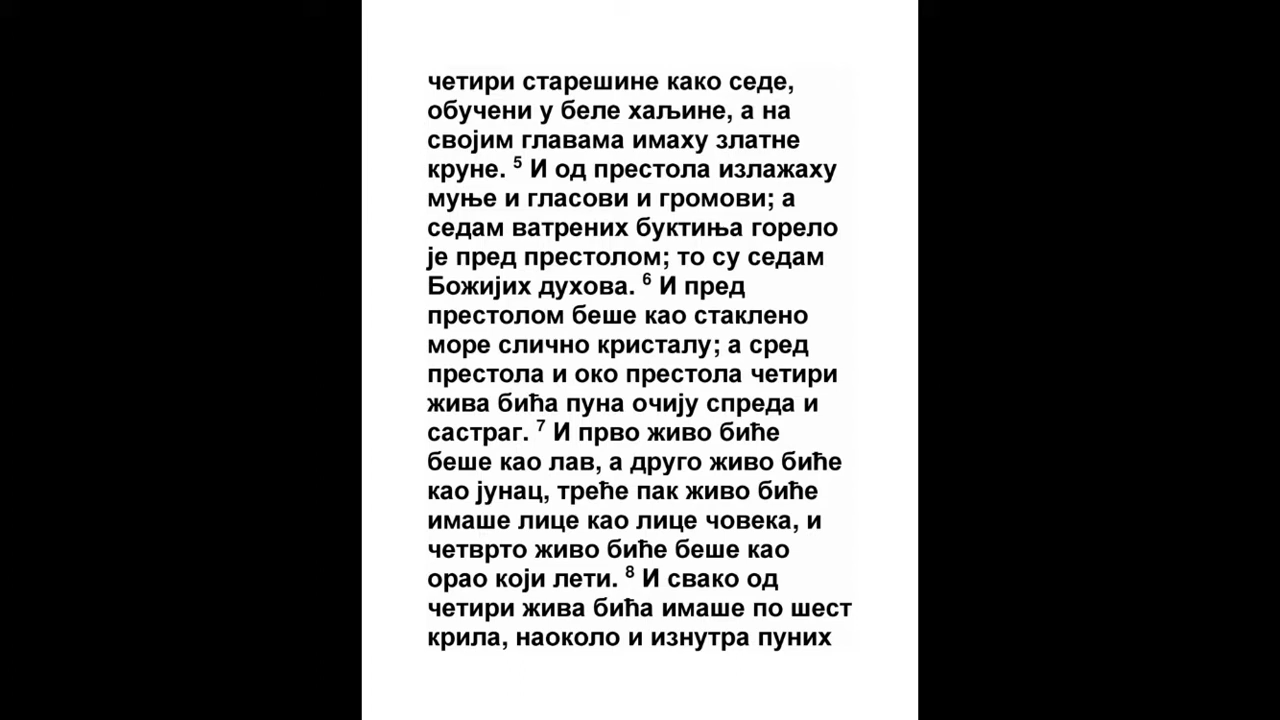 четири старешине како седе,
обучени у беле хаљине, а на
својим главама имаху златне
круне. 5 И од престола излажаху
муње и гласови и громови; а
седам ватрених буктиња горело
је пред престолом; то су седам
Божијих духова. 6 И пред
престолом беше као стаклено
море слично кристалу; а сред
престола и око престола четири
жива бића пуна очију спреда и
састраг. 7 И прво живо биће
беше као лав, а друго живо биће
као јунац, треће пак живо биће
имаше лице као лице човека, и
четврто живо биће беше као
орао који лети. 8 И свако од
четири жива бића имаше по шест
крила, наоколо и изнутра пуних